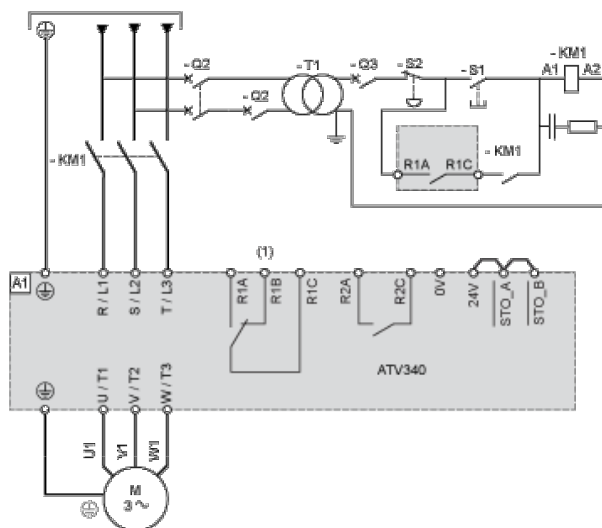 - Q2
- T1
- Q3
- S2
- S1
- KM1
A1
A2
- Q2
- KM1
R1A
R1C
- KM1
(1)
A1
R / L1
S / L2
T / L3
R1A
R1B
R1C
R2A
R2C
0V
24V
STO_A
STO_B
ATV340
U / T1
V / T2
W / T3
U1
V1
W1
M
3 ~